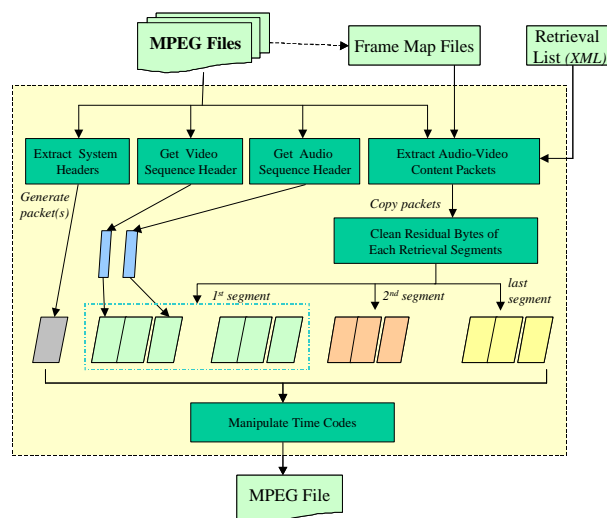 MPEG Files
Frame Map Files
Retrieval
List (XML)
Extract System
Headers
Get Video
Sequence Header
Get Audio
Sequence Header
Extract Audio-Video
Content Packets
Generate
packet(s)
Copy packets
Clean Residual Bytes of
Each Retrieval Segments
1st segment
2nd segment
last
segment
Manipulate Time Codes
MPEG File